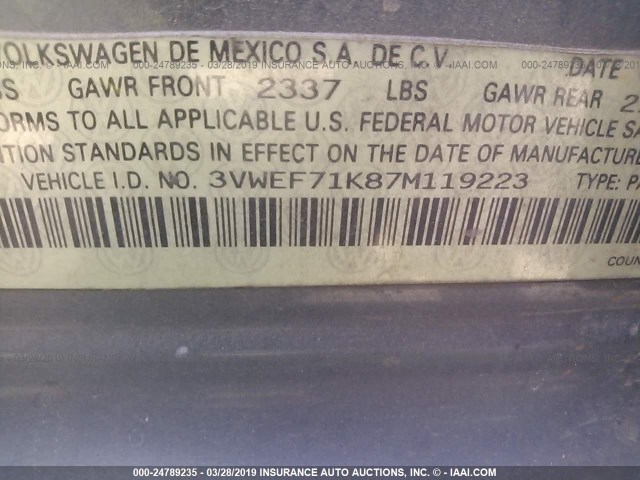 OLKSWAGEN DE MEXICO S.A. DE C.V.
DATE
GAWR FRONT 2337 LBS GAWR REAR 2
ORMS TO ALL APPLICABLE U.S. FEDERAL MOTOR VEHICLE SA
TION STANDARDS IN EFFECT ON THE DATE OF MANUFACTURE
VEHICLE I.D. NO. 3VWEF71K87M119223 TYPE: P
COUN
000-24789235 - 03/28/2019 INSURANCE AUTO AUCTIONS, INC. - © IAAI.COM